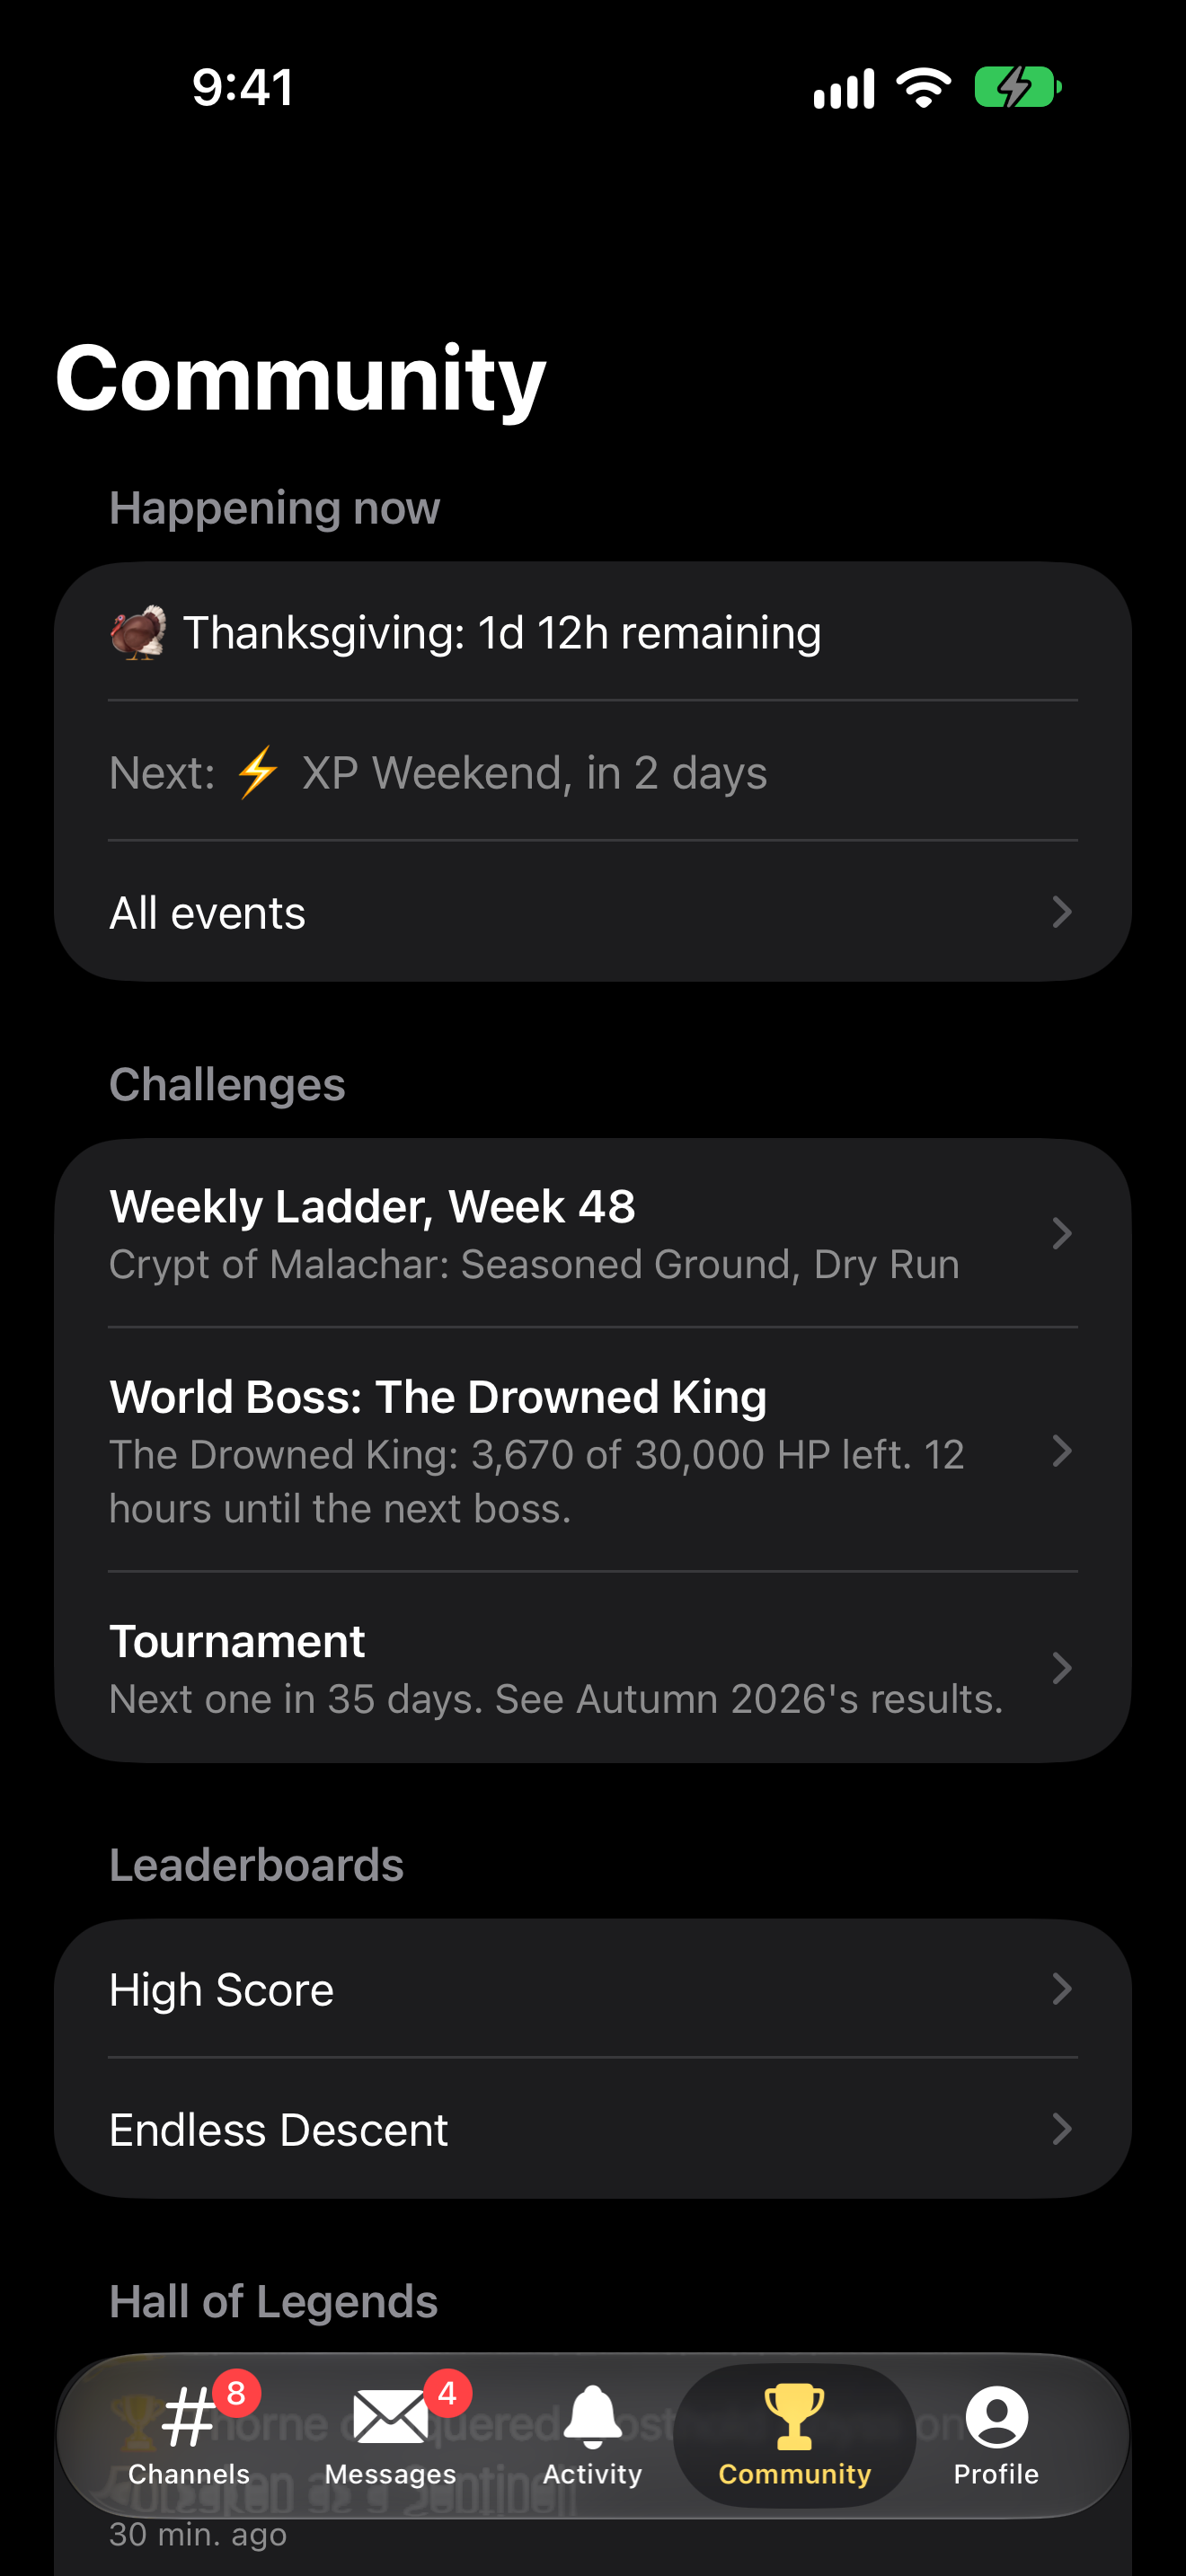 9:41
Community
Happening now
Thanksgiving: 1d 12h remaining
Next: ⚡ XP Weekend, in 2 days
All events
Challenges
Weekly Ladder, Week 48
Crypt of Malachar: Seasoned Ground, Dry Run
World Boss: The Drowned King
The Drowned King: 3,670 of 30,000 HP left. 12
hours until the next boss.
Tournament
Next one in 35 days. See Autumn 2026's results.
Leaderboards
High Score
Endless Descent
Hall of Legends
8
4
Channels
Messages
Activity
Community
Profile
30 min. ago